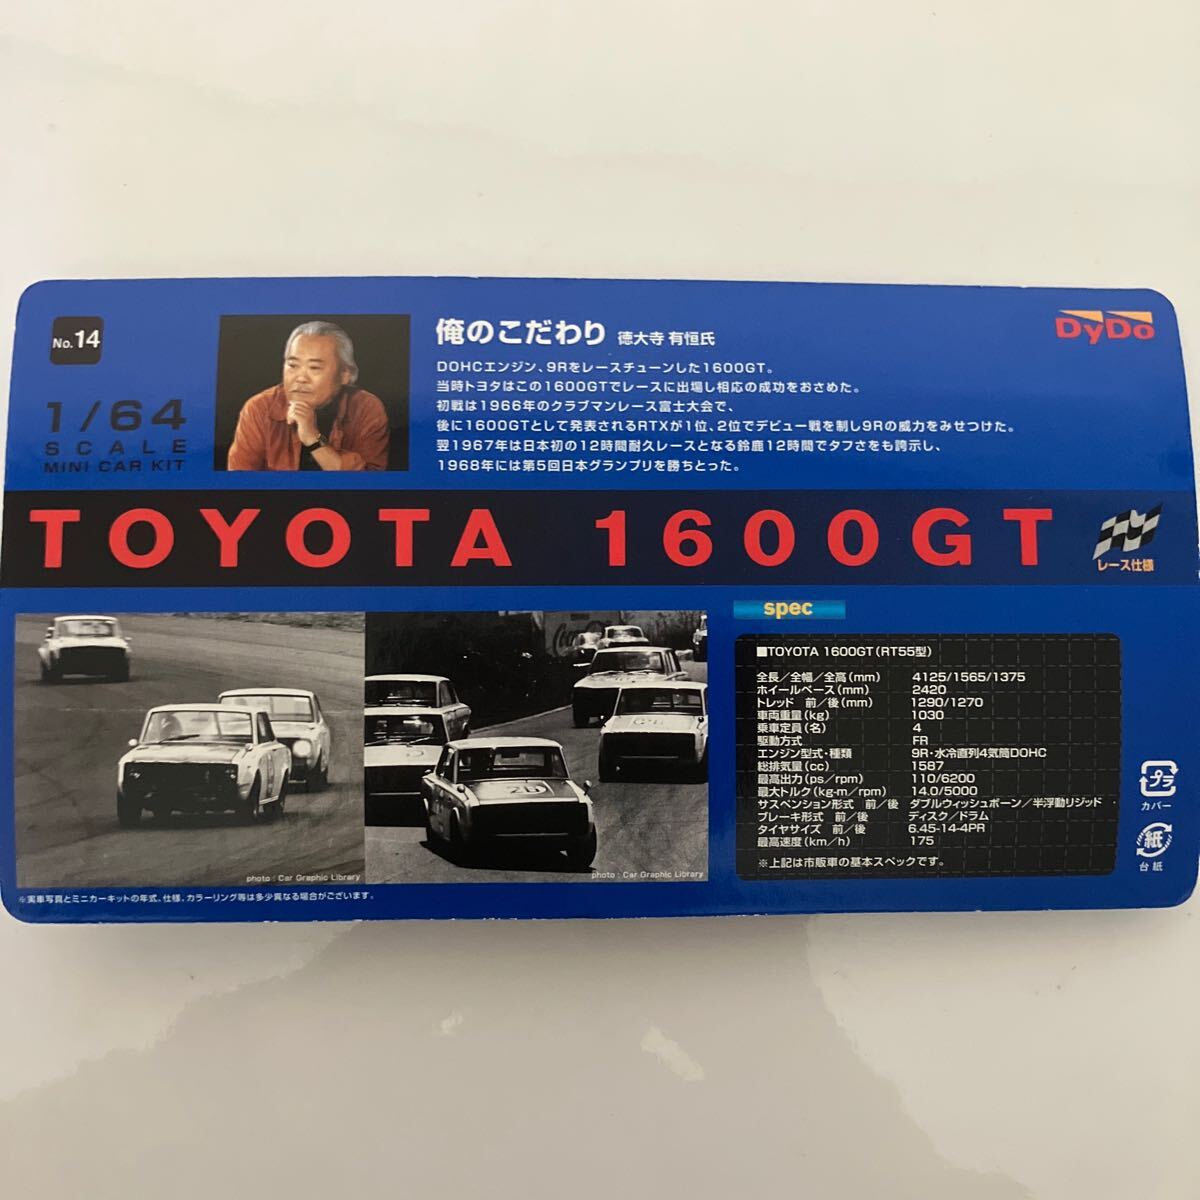 No.14
1/64
SCALE
MINI CAR KIT
俺のこだわり 徳大寺 有恒氏
DOHCエンジン、9Rをレースチューンした1600GT。
当時トヨタはこの1600GTでレースに出場し相応の成功をおさめた。
初戦は1966年のクラブマンレース富士大会で、
後に1600GTとして発表されるRTXが1位、2位でデビュー戦を制し9Rの威力をみせつけた。
翌1967年は日本初の12時間耐久レースとなる鈴鹿12時間でタフさをも誇示し、
1968年には第5回日本グランプリを勝ちとった。
DyDo
TOYOTA 1600GT
レース仕様
photo : Car Graphic Library
photo : Car Graphic Library
※実車写真とミニカーキットの年式、仕様、カラーリング等は多少異なる場合がございます。
spec
■TOYOTA 1600GT(RT55型)
全長/全幅/全高(mm) 4125/1565/1375
ホイールベース(mm) 2420
トレッド 前/後(mm) 1290/1270
車両重量(kg) 1030
乗車定員(名) 4
駆動方式 FR
エンジン型式・種類 9R・水冷直列4気筒DOHC
総排気量(cc) 1587
最高出力(ps/rpm) 110/6200
最大トルク(kg-m/rpm) 14.0/5000
サスペンション形式 前/後 ダブルウィッシュボーン/半浮動リジッド
ブレーキ形式 前/後 ディスク/ドラム
タイヤサイズ 前/後 6.45-14-4PR
最高速度(km/h) 175
※上記は市販車の基本スペックです。
プラ
カバー
紙
台紙